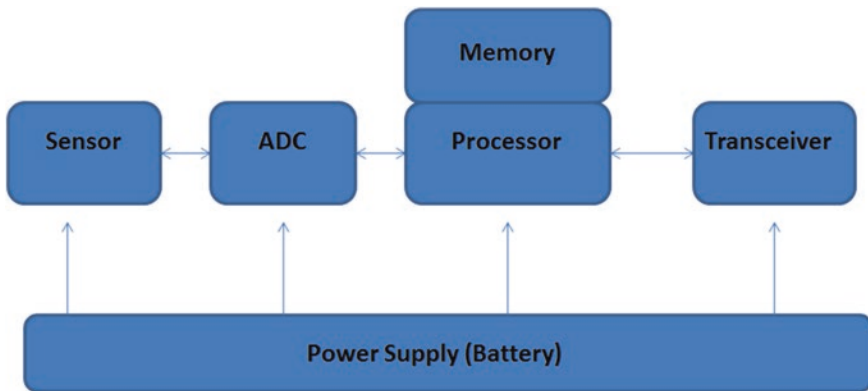 Memory
Sensor
ADC
Processor
Transceiver
Power Supply (Battery)